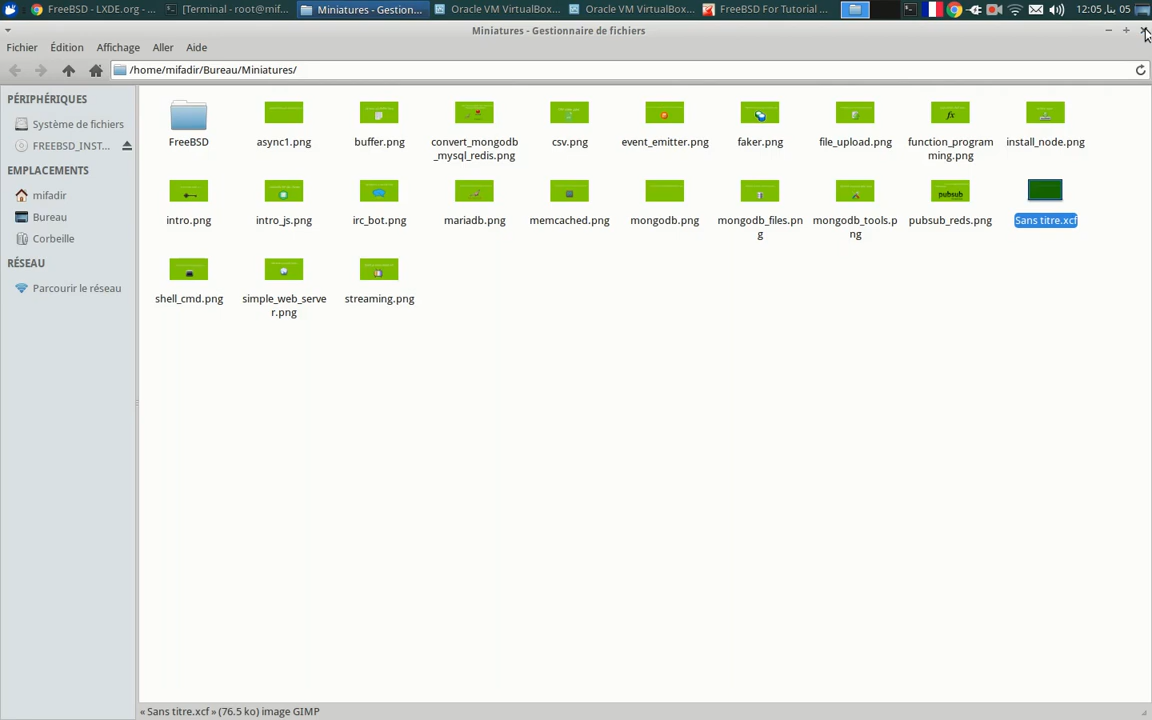 FreeBSD - LXDE.org - ... [Terminal - root@mif... Miniatures - Gestion... Oracle VM VirtualBox... Oracle VM VirtualBox... FreeBSD For Tutorial ... 12:05 ,يناير 05
Miniatures - Gestionnaire de fichiers
Fichier Édition Affichage Aller Aide
/home/mifadir/Bureau/Miniatures/
PÉRIPHÉRIQUES
Système de fichiers
FREEBSD_INST...
EMPLACEMENTS
mifadir
Bureau
Corbeille
RÉSEAU
Parcourir le réseau
FreeBSD async1.png buffer.png convert_mongodb
_mysql_redis.png csv.png event_emitter.png faker.png file_upload.png function_program
ming.png install_node.png
intro.png intro_js.png irc_bot.png mariadb.png memcached.png mongodb.png mongodb_files.pn
g mongodb_tools.p
ng pubsub_reds.png Sans titre.xcf
shell_cmd.png simple_web_serve
r.png streaming.png
« Sans titre.xcf » (76.5 ko) image GIMP